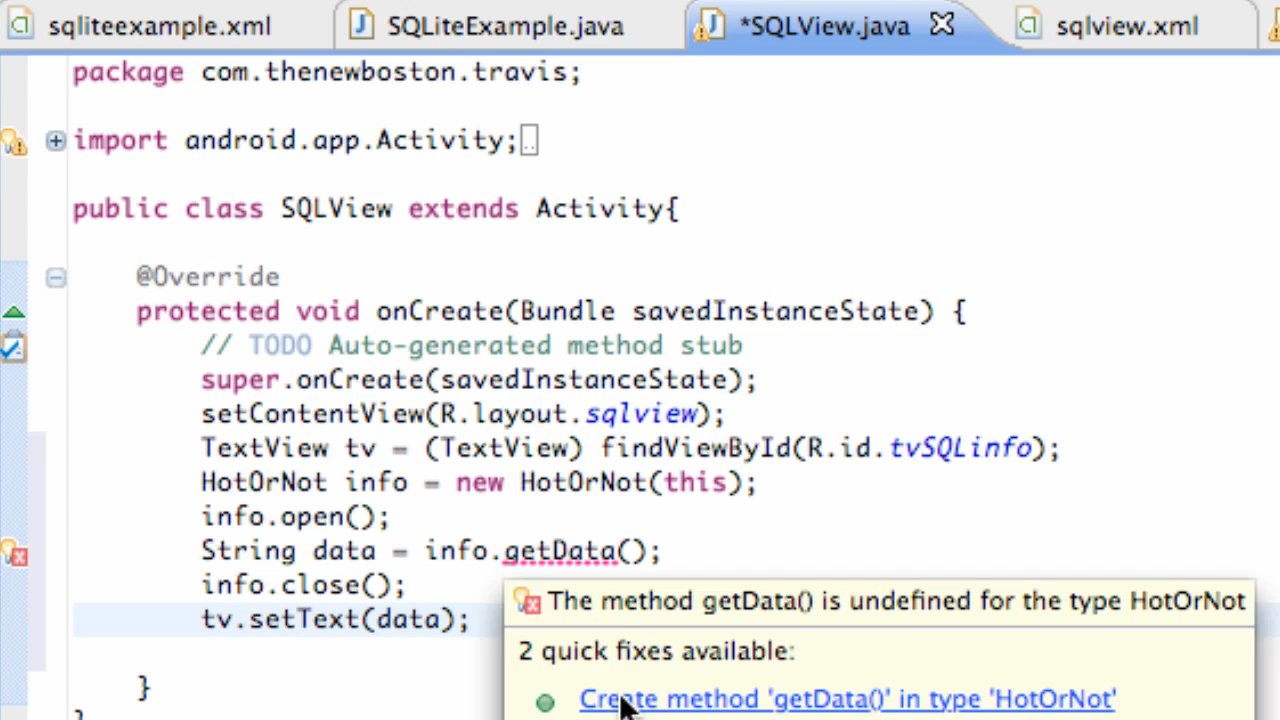 sqliteexample.xml SQLiteExample.java *SQLView.java sqlview.xml
package com.thenewboston.travis;
import android.app.Activity;
public class SQLView extends Activity{
@Override
protected void onCreate(Bundle savedInstanceState) {
// TODO Auto-generated method stub
super.onCreate(savedInstanceState);
setContentView(R.layout.sqlview);
TextView tv = (TextView) findViewById(R.id.tvSQLinfo);
HotOrNot info = new HotOrNot(this);
info.open();
String data = info.getData();
info.close();
tv.setText(data);
}
The method getData() is undefined for the type HotOrNot
2 quick fixes available:
Create method 'getData()' in type 'HotOrNot'